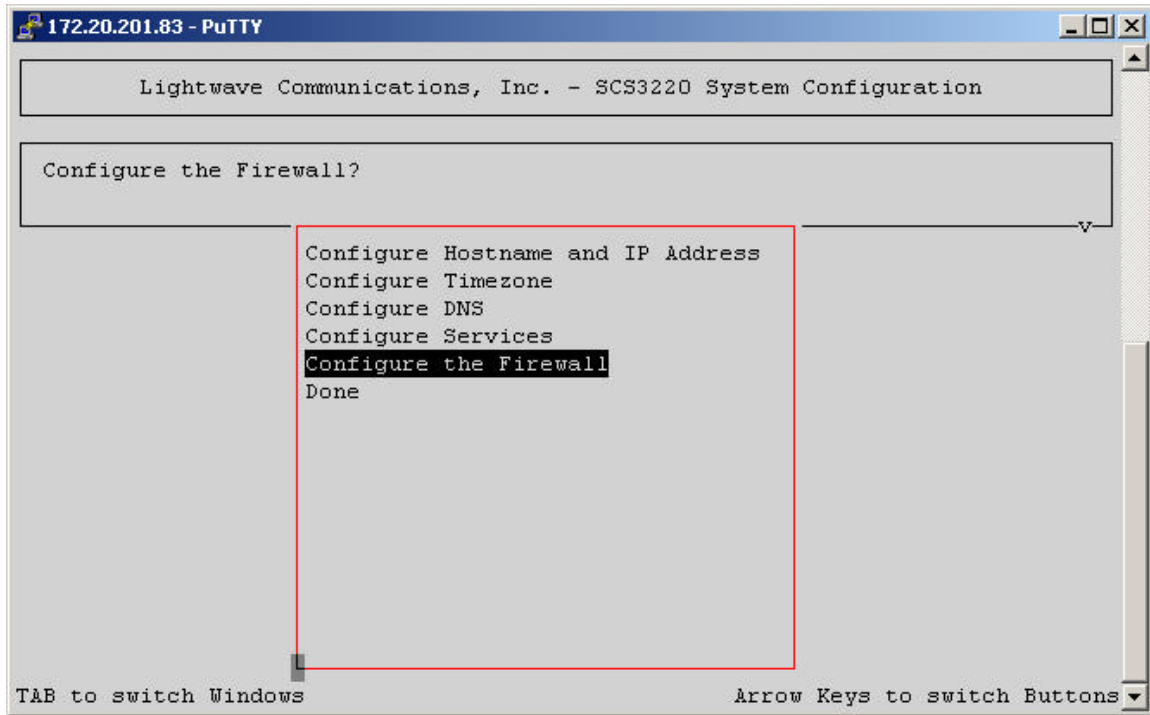 172.20.201.83 - PuTTY
Lightwave Communications, Inc. - SCS3220 System Configuration
Configure the Firewall?
v
Configure Hostname and IP Address
Configure Timezone
Configure DNS
Configure Services
Configure the Firewall
Done
TAB to switch Windows
Arrow Keys to switch Buttons